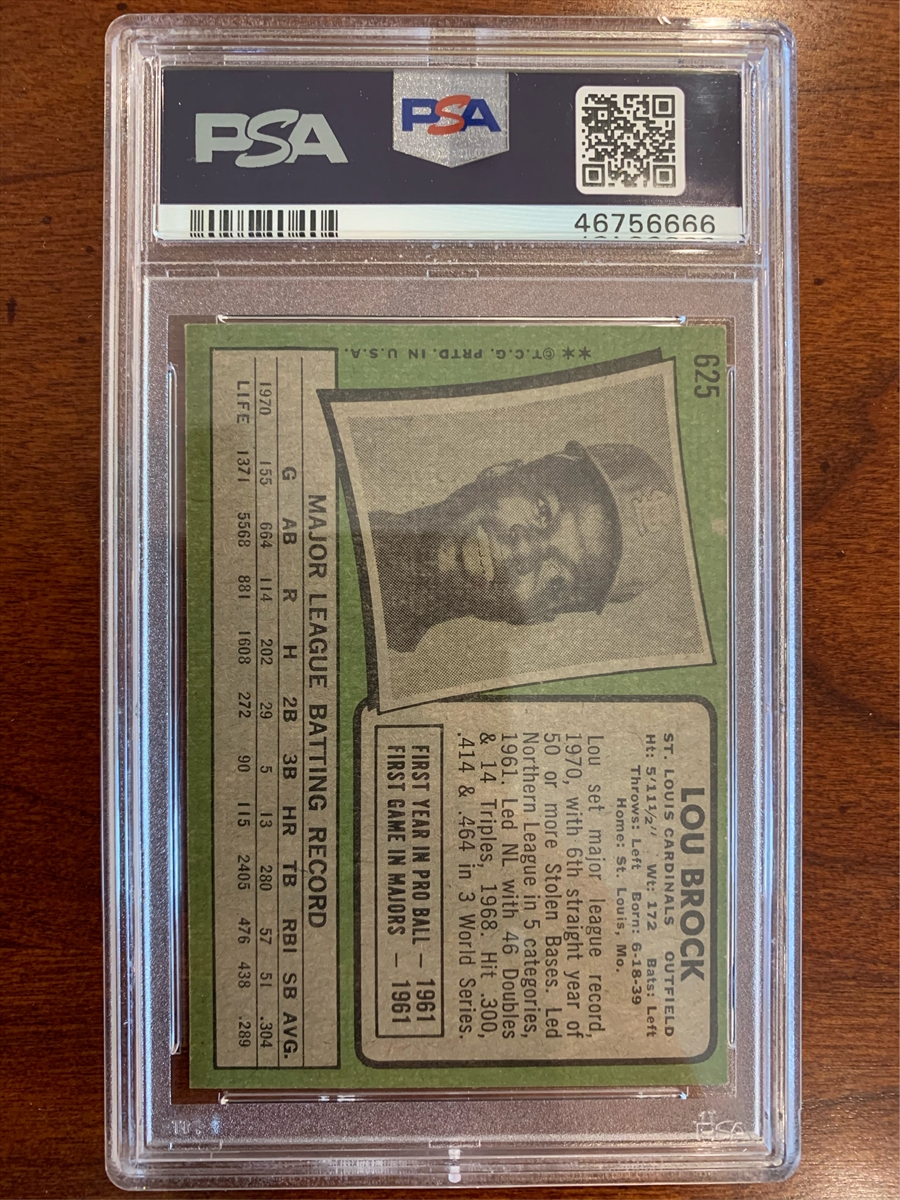 PSA
PSA
46756666
625
** ©T.C.G. PRTD. IN U.S.A.
LOU BROCK
ST. LOUIS CARDINALS OUTFIELD
Ht: 5'11½" Wt: 172 Bats: Left
Throws: Left Born: 6-18-39
Home: St. Louis, Mo.
Lou set major league record,
1970, with 6th straight year of
50 or more Stolen Bases. Led
Northern League in 5 categories,
1961. Led NL with 46 Doubles
& 14 Triples, 1968. Hit .300,
.414 & .464 in 3 World Series.
FIRST YEAR IN PRO BALL — 1961
FIRST GAME IN MAJORS — 1961
MAJOR LEAGUE BATTING RECORD
G AB R H 2B 3B HR TB RBI SB AVG.
1970 155 664 114 202 29 5 13 280 57 51 .304
LIFE 1371 5568 881 1608 272 90 115 2405 476 438 .289
PSA